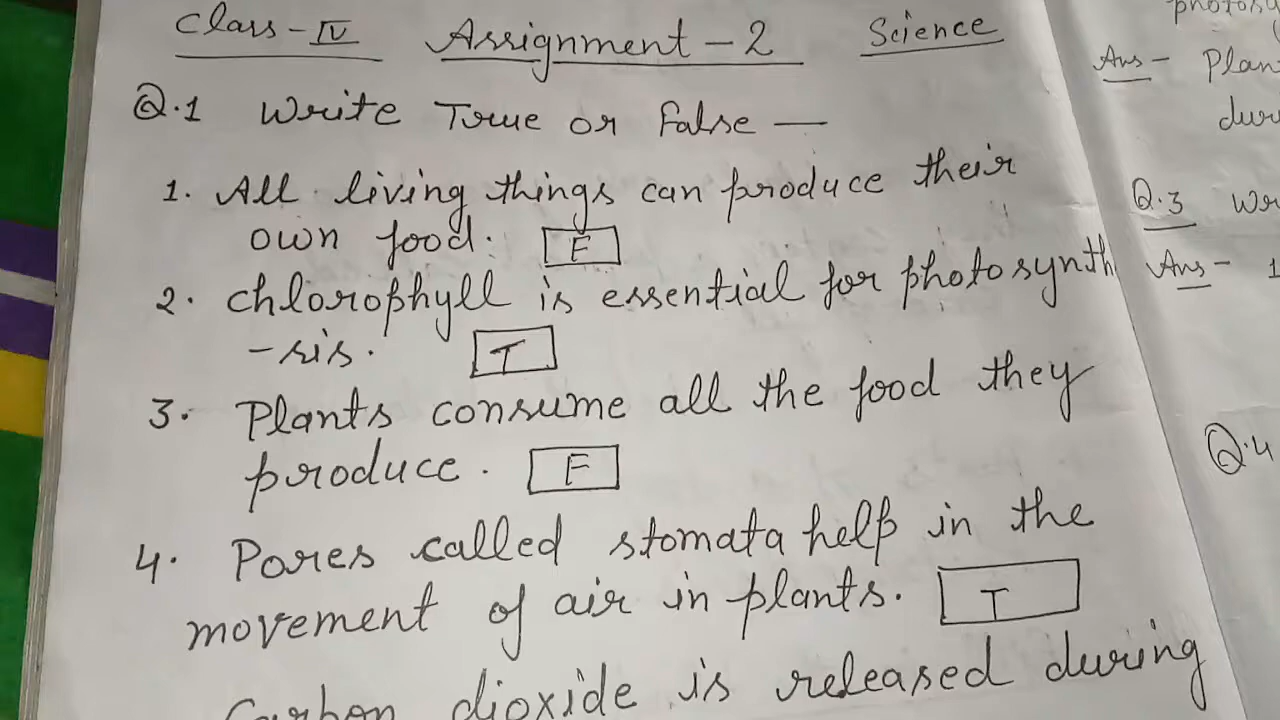 Class-IV Assignment-2 Science
Q.1 Write True or False —
1. All living things can produce their
own food. F
2. Chlorophyll is essential for photosynth
-sis. T
3. Plants consume all the food they
produce. F
4. Pores called stomata help in the
movement of air in plants. T
Carbon dioxide is released during
Ans - Plan
dur
Q.3 Wr
Ans - 1
Q.4